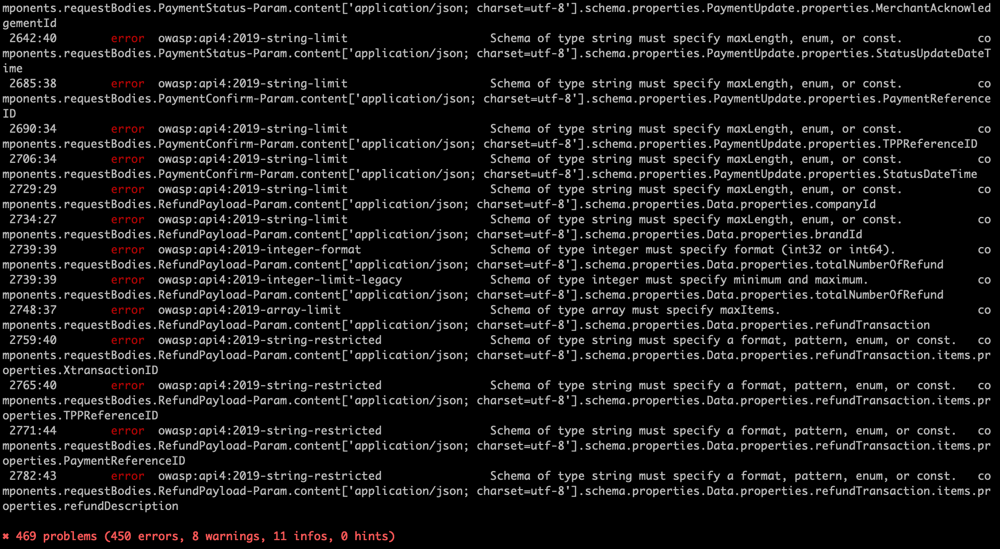 mponents.requestBodies.PaymentStatus-Param.content['application/json; charset=utf-8'].schema.properties.PaymentUpdate.properties.MerchantAcknowled
gementId
2642:40 error owasp:api4:2019-string-limit Schema of type string must specify maxLength, enum, or const. co
mponents.requestBodies.PaymentStatus-Param.content['application/json; charset=utf-8'].schema.properties.PaymentUpdate.properties.StatusUpdateDateT
ime
2685:38 error owasp:api4:2019-string-limit Schema of type string must specify maxLength, enum, or const. co
mponents.requestBodies.PaymentConfirm-Param.content['application/json; charset=utf-8'].schema.properties.PaymentUpdate.properties.PaymentReference
ID
2690:34 error owasp:api4:2019-string-limit Schema of type string must specify maxLength, enum, or const. co
mponents.requestBodies.PaymentConfirm-Param.content['application/json; charset=utf-8'].schema.properties.PaymentUpdate.properties.TPPReferenceID
2706:34 error owasp:api4:2019-string-limit Schema of type string must specify maxLength, enum, or const. co
mponents.requestBodies.PaymentConfirm-Param.content['application/json; charset=utf-8'].schema.properties.PaymentUpdate.properties.StatusDateTime
2729:29 error owasp:api4:2019-string-limit Schema of type string must specify maxLength, enum, or const. co
mponents.requestBodies.RefundPayload-Param.content['application/json; charset=utf-8'].schema.properties.Data.properties.companyId
2734:27 error owasp:api4:2019-string-limit Schema of type string must specify maxLength, enum, or const. co
mponents.requestBodies.RefundPayload-Param.content['application/json; charset=utf-8'].schema.properties.Data.properties.brandId
2739:39 error owasp:api4:2019-integer-format Schema of type integer must specify format (int32 or int64). co
mponents.requestBodies.RefundPayload-Param.content['application/json; charset=utf-8'].schema.properties.Data.properties.totalNumberOfRefund
2739:39 error owasp:api4:2019-integer-limit-legacy Schema of type integer must specify minimum and maximum. co
mponents.requestBodies.RefundPayload-Param.content['application/json; charset=utf-8'].schema.properties.Data.properties.totalNumberOfRefund
2748:37 error owasp:api4:2019-array-limit Schema of type array must specify maxItems. co
mponents.requestBodies.RefundPayload-Param.content['application/json; charset=utf-8'].schema.properties.Data.properties.refundTransaction
2759:40 error owasp:api4:2019-string-restricted Schema of type string must specify a format, pattern, enum, or const. co
mponents.requestBodies.RefundPayload-Param.content['application/json; charset=utf-8'].schema.properties.Data.properties.refundTransaction.items.pr
operties.XtransactionID
2765:40 error owasp:api4:2019-string-restricted Schema of type string must specify a format, pattern, enum, or const. co
mponents.requestBodies.RefundPayload-Param.content['application/json; charset=utf-8'].schema.properties.Data.properties.refundTransaction.items.pr
operties.TPPReferenceID
2771:44 error owasp:api4:2019-string-restricted Schema of type string must specify a format, pattern, enum, or const. co
mponents.requestBodies.RefundPayload-Param.content['application/json; charset=utf-8'].schema.properties.Data.properties.refundTransaction.items.pr
operties.PaymentReferenceID
2782:43 error owasp:api4:2019-string-restricted Schema of type string must specify a format, pattern, enum, or const. co
mponents.requestBodies.RefundPayload-Param.content['application/json; charset=utf-8'].schema.properties.Data.properties.refundTransaction.items.pr
operties.refundDescription
✖ 469 problems (450 errors, 8 warnings, 11 infos, 0 hints)